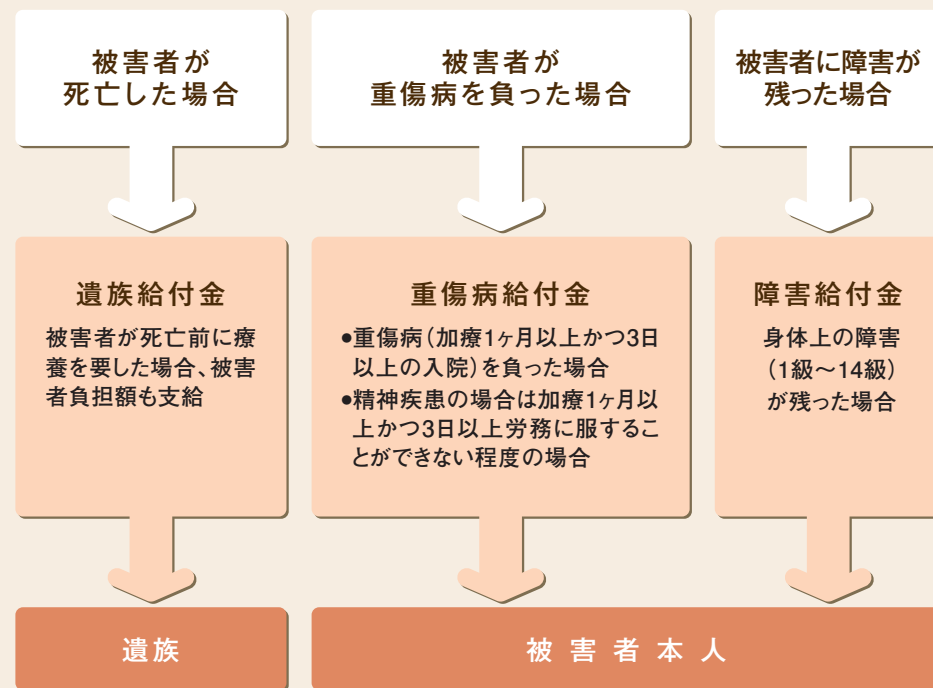 被害者が
死亡した場合
被害者が
重傷病を負った場合
被害者に障害が
残った場合
遺族給付金
被害者が死亡前に療
養を要した場合、被害
者負担額も支給
重傷病給付金
●重傷病（加療1ヶ月以上かつ3日
以上の入院）を負った場合
●精神疾患の場合は加療1ヶ月以
上かつ3日以上労務に服するこ
とができない程度の場合
障害給付金
身体上の障害
（1級〜14級）
が残った場合
遺族
被害者本人